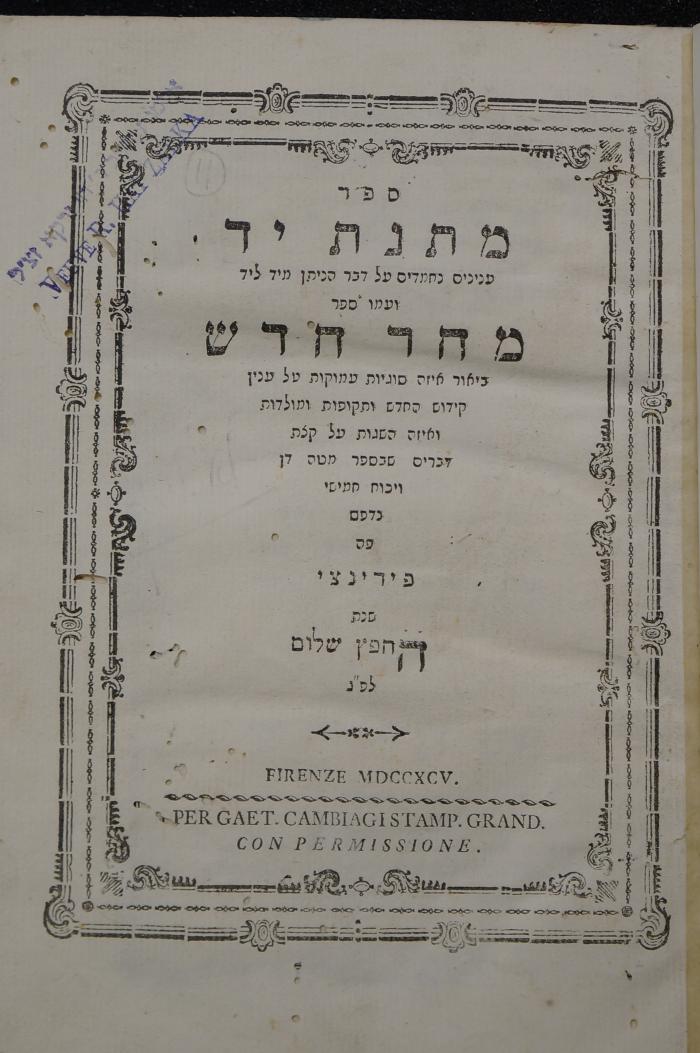 ספר
מתנת יד
ענינים נחמדים על דבר הניתן מיד ליד
ועמו ספר
מחר חדש
ביאור איזה סוגיות עמוקות על ענין
קידוש החדש ותקופות ומולדות
ואיזה השגות על קצת
דברים שבספר מטה דן
ויכוח חמישי
נדפס
פה
פירינצי
שנת
החפץ שלום
לפ"ג
FIRENZE MDCCXCV.
PER GAET. CAMBIAGI STAMP. GRAND.
CON PERMISSIONE.